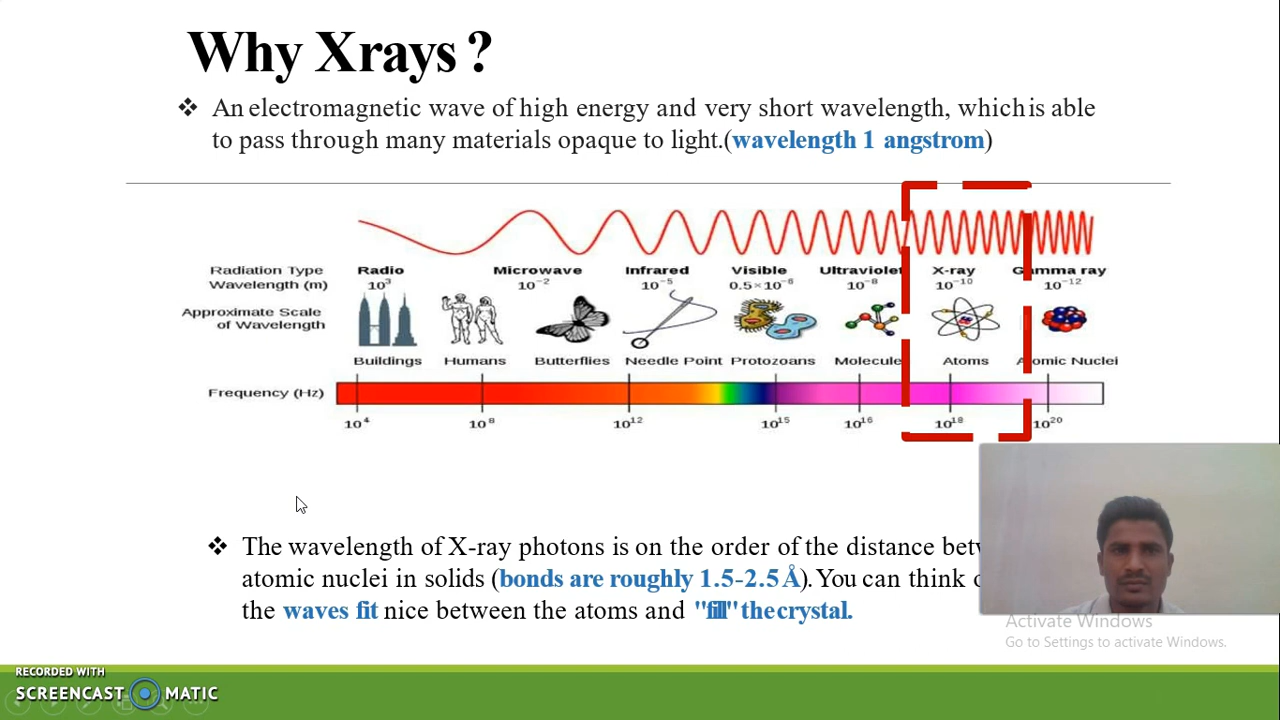 Why Xrays ?
❖ An electromagnetic wave of high energy and very short wavelength, which is able
to pass through many materials opaque to light.(wavelength 1 angstrom)
Radiation Type Radio Microwave Infrared Visible Ultraviolet X-ray Gamma ray
Wavelength (m) 10³ 10⁻² 10⁻⁵ 0.5×10⁻⁶ 10⁻⁸ 10⁻¹⁰ 10⁻¹²
Approximate Scale
of Wavelength
Buildings Humans Butterflies Needle Point Protozoans Molecule Atoms Atomic Nuclei
Frequency (Hz)
10⁴ 10⁸ 10¹² 10¹⁵ 10¹⁶ 10¹⁸ 10²⁰
❖ The wavelength of X-ray photons is on the order of the distance
atomic nuclei in solids (bonds are roughly 1.5-2.5 Å). You can think
the waves fit nice between the atoms and "fill" the crystal.
Activate Windows
Go to Settings to activate Windows.
RECORDED WITH
SCREENCAST MATIC